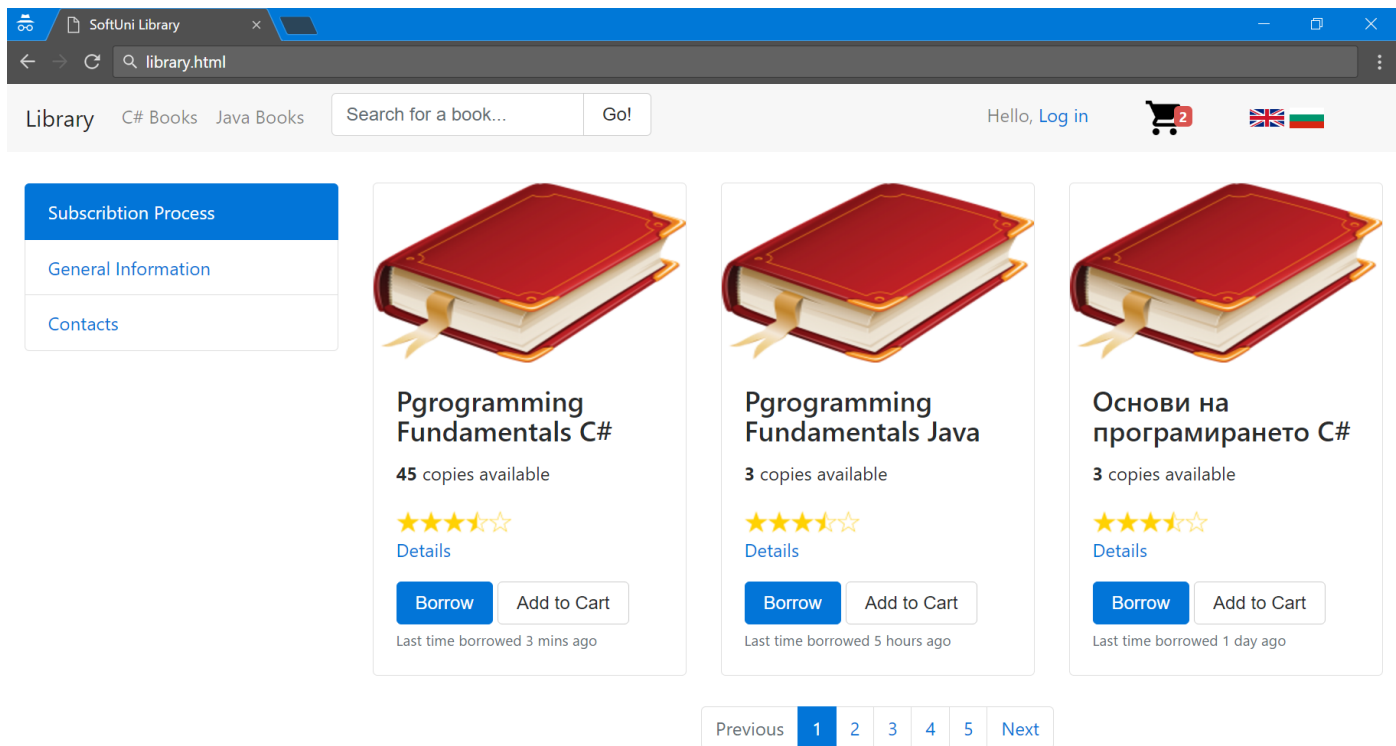 SoftUni Library
library.html
Library C# Books Java Books Search for a book... Go! Hello, Log in 2
Subscribtion Process
General Information
Contacts
Pgrogramming
Fundamentals C#
45 copies available
Details
Borrow Add to Cart
Last time borrowed 3 mins ago
Pgrogramming
Fundamentals Java
3 copies available
Details
Borrow Add to Cart
Last time borrowed 5 hours ago
Основи на
програмирането C#
3 copies available
Details
Borrow Add to Cart
Last time borrowed 1 day ago
Previous 1 2 3 4 5 Next